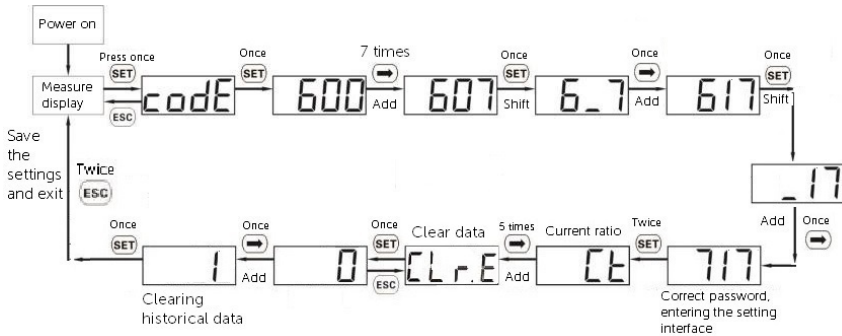 Power on
Press once
SET
Measure
display
ESC
codE
Once
SET
600
7 times
Add
607
Once
SET
Shift
6_7
Once
Add
617
Once
SET
Shift
_17
Add
Once
717
Correct password,
entering the setting
interface
Twice
SET
Current ratio
Ct
5 times
Add
Clear data
CLr.E
Once
SET
ESC
0
Once
Add
1
Clearing
historical data
Once
SET
Twice
ESC
Save
the
settings
and exit